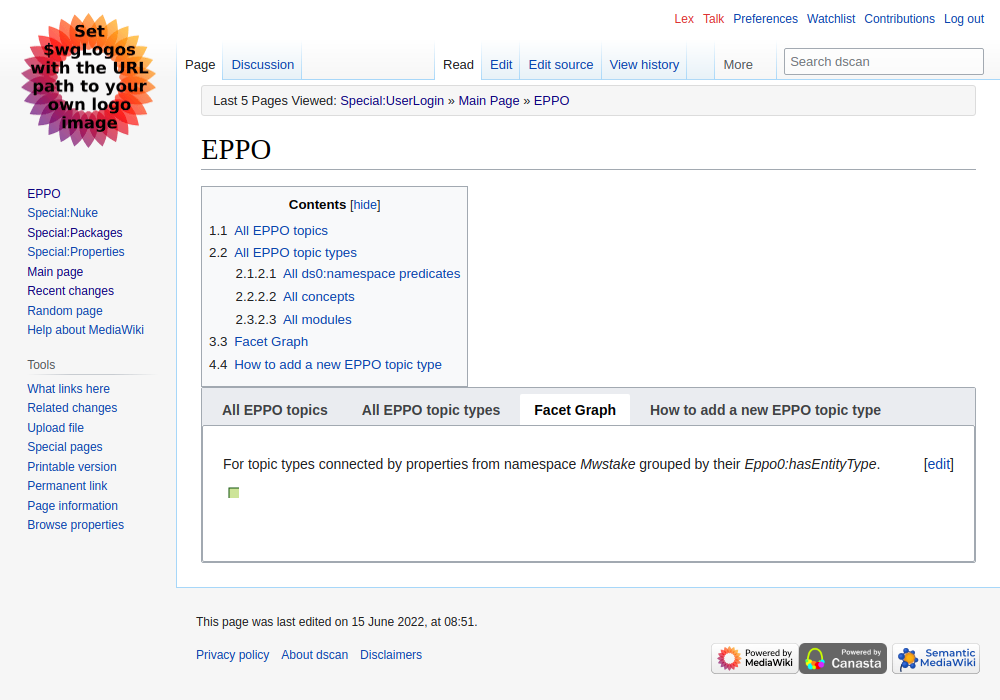 Set
$wgLogos
with the URL
path to your
own logo
image
Lex Talk Preferences Watchlist Contributions Log out
Page Discussion Read Edit Edit source View history More Search dscan
Last 5 Pages Viewed: Special:UserLogin » Main Page » EPPO
EPPO
EPPO
Special:Nuke
Special:Packages
Special:Properties
Main page
Recent changes
Random page
Help about MediaWiki
Tools
What links here
Related changes
Upload file
Special pages
Printable version
Permanent link
Page information
Browse properties
Contents [hide]
1.1 All EPPO topics
2.2 All EPPO topic types
2.1.2.1 All ds0:namespace predicates
2.2.2.2 All concepts
2.3.2.3 All modules
3.3 Facet Graph
4.4 How to add a new EPPO topic type
All EPPO topics All EPPO topic types Facet Graph How to add a new EPPO topic type
For topic types connected by properties from namespace Mwstake grouped by their Eppo0:hasEntityType. [edit]
This page was last edited on 15 June 2022, at 08:51.
Privacy policy About dscan Disclaimers
Powered by
MediaWiki
Powered by
Canasta
Semantic
MediaWiki